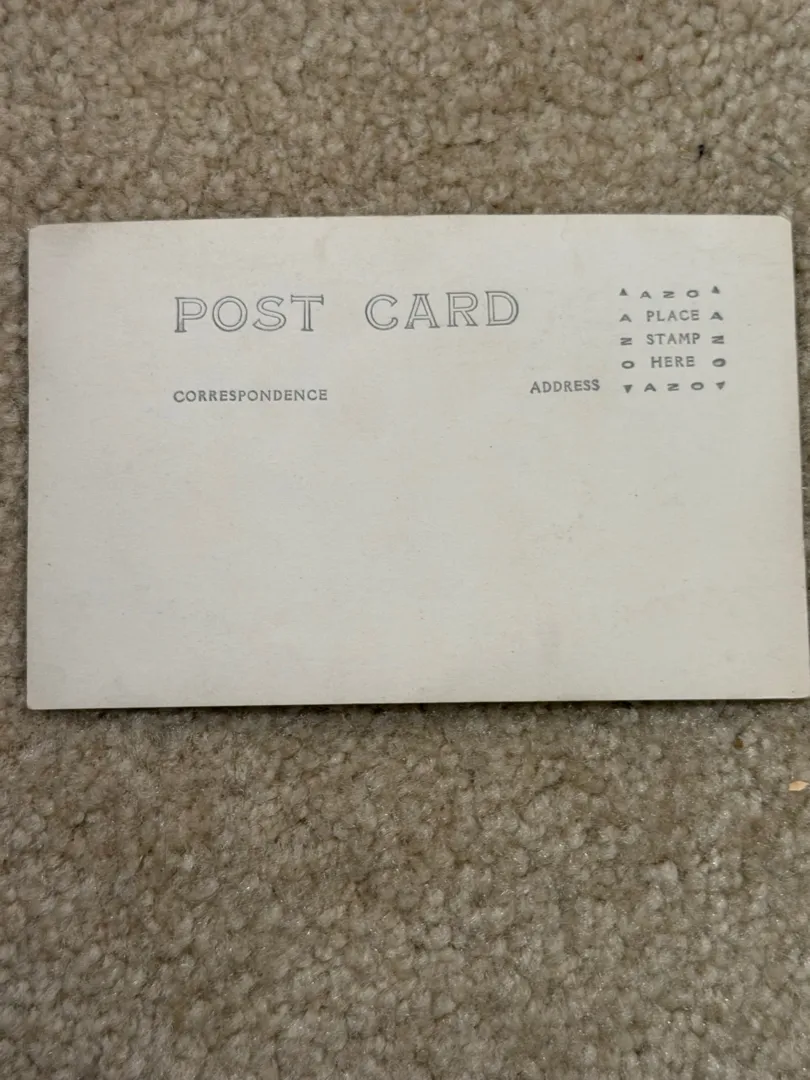 POST CARD
CORRESPONDENCE
ADDRESS
AZO
A PLACE A
Z STAMP Z
O HERE O
AZO